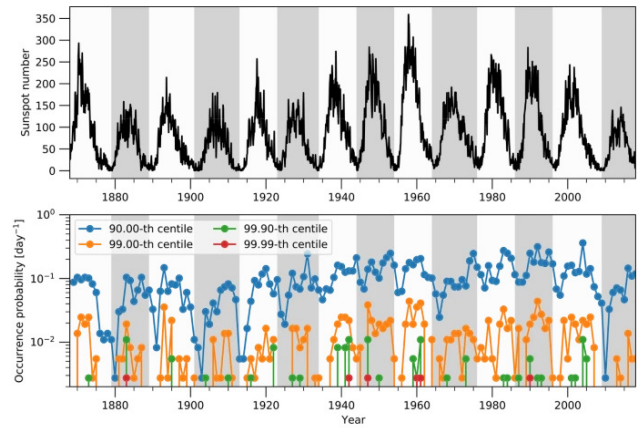 350
300
250
200
150
100
50
0
Sunspot number
1880 1900 1920 1940 1960 1980 2000
10⁰
10⁻¹
10⁻²
Occurrence probability [day⁻¹]
90.00-th centile 99.90-th centile
99.00-th centile 99.99-th centile
1880 1900 1920 1940 1960 1980 2000
Year